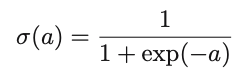 σ(a) = 1 / (1 + exp(−a))